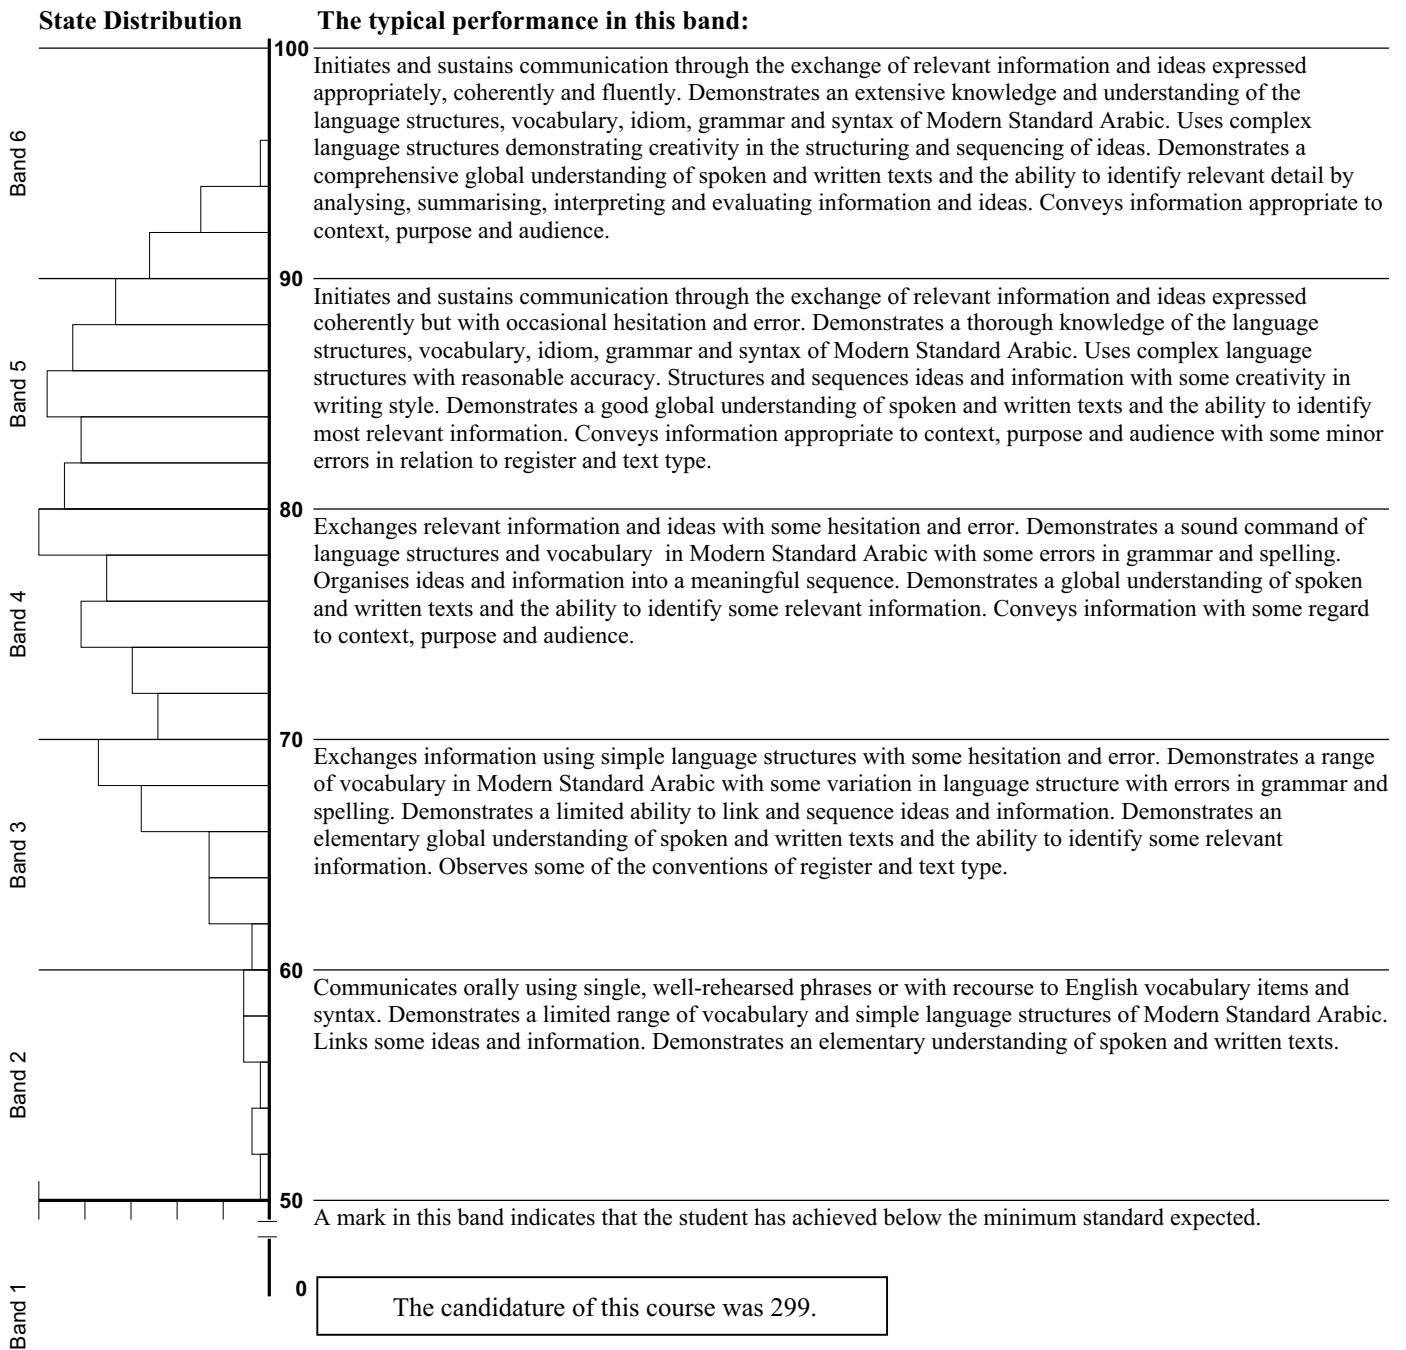 State Distribution
The typical performance in this band:
100
Initiates and sustains communication through the exchange of relevant information and ideas expressed
appropriately, coherently and fluently. Demonstrates an extensive knowledge and understanding of the
language structures, vocabulary, idiom, grammar and syntax of Modern Standard Arabic. Uses complex
language structures demonstrating creativity in the structuring and sequencing of ideas. Demonstrates a
comprehensive global understanding of spoken and written texts and the ability to identify relevant detail by
analysing, summarising, interpreting and evaluating information and ideas. Conveys information appropriate to
context, purpose and audience.
Band 6
90
Initiates and sustains communication through the exchange of relevant information and ideas expressed
coherently but with occasional hesitation and error. Demonstrates a thorough knowledge of the language
structures, vocabulary, idiom, grammar and syntax of Modern Standard Arabic. Uses complex language
structures with reasonable accuracy. Structures and sequences ideas and information with some creativity in
writing style. Demonstrates a good global understanding of spoken and written texts and the ability to identify
most relevant information. Conveys information appropriate to context, purpose and audience with some minor
errors in relation to register and text type.
Band 5
80
Exchanges relevant information and ideas with some hesitation and error. Demonstrates a sound command of
language structures and vocabulary in Modern Standard Arabic with some errors in grammar and spelling.
Organises ideas and information into a meaningful sequence. Demonstrates a global understanding of spoken
and written texts and the ability to identify some relevant information. Conveys information with some regard
to context, purpose and audience.
Band 4
70
Exchanges information using simple language structures with some hesitation and error. Demonstrates a range
of vocabulary in Modern Standard Arabic with some variation in language structure with errors in grammar and
spelling. Demonstrates a limited ability to link and sequence ideas and information. Demonstrates an
elementary global understanding of spoken and written texts and the ability to identify some relevant
information. Observes some of the conventions of register and text type.
Band 3
60
Communicates orally using single, well-rehearsed phrases or with recourse to English vocabulary items and
syntax. Demonstrates a limited range of vocabulary and simple language structures of Modern Standard Arabic.
Links some ideas and information. Demonstrates an elementary understanding of spoken and written texts.
Band 2
50
A mark in this band indicates that the student has achieved below the minimum standard expected.
0
Band 1
The candidature of this course was 299.